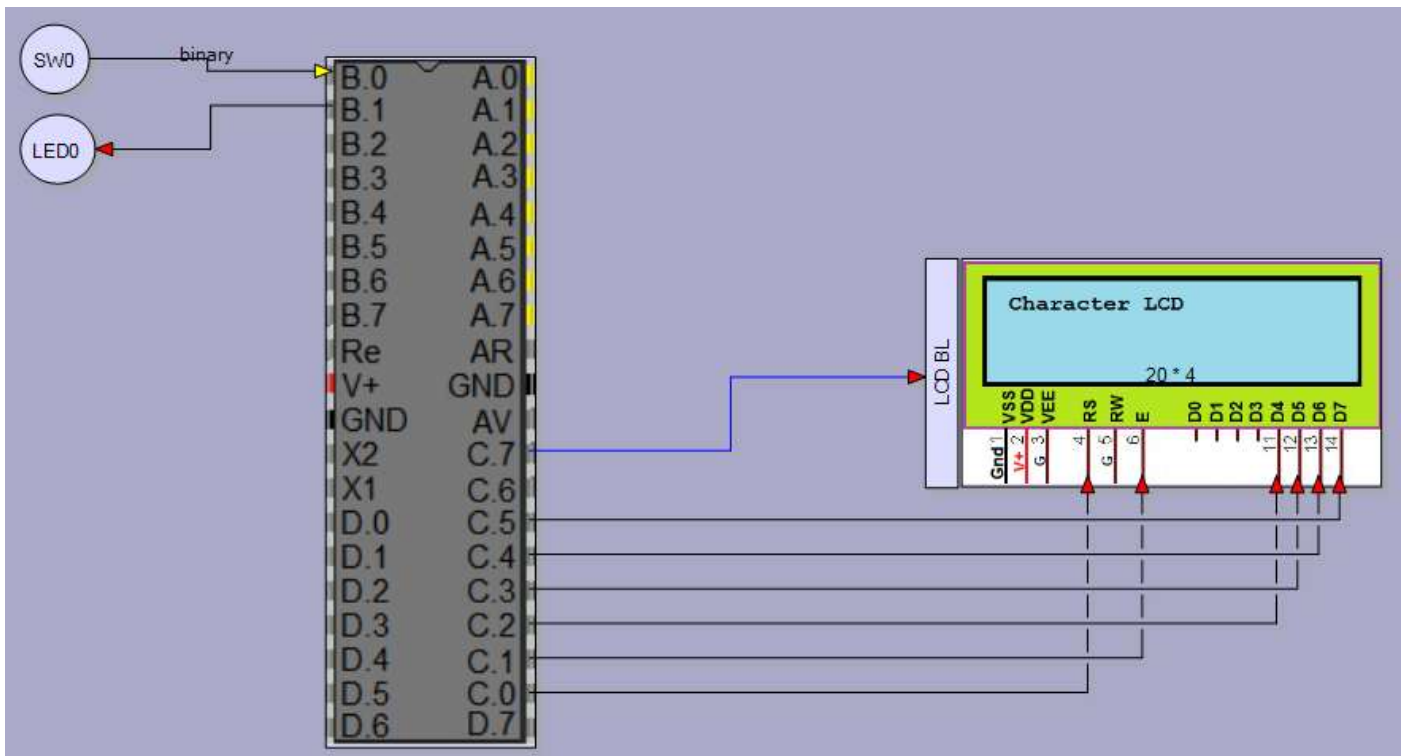 SW0
binary
LED0
B.0 A.0
B.1 A.1
B.2 A.2
B.3 A.3
B.4 A.4
B.5 A.5
B.6 A.6
B.7 A.7
Re AR
V+ GND
GND AV
X2 C.7
X1 C.6
D.0 C.5
D.1 C.4
D.2 C.3
D.3 C.2
D.4 C.1
D.5 C.0
D.6 D.7
LCD BL
Character LCD
20 * 4
VSS VDD VEE RS RW E D0 D1 D2 D3 D4 D5 D6 D7
1 2 3 4 5 6 11 12 13 14
Gnd V+ G G